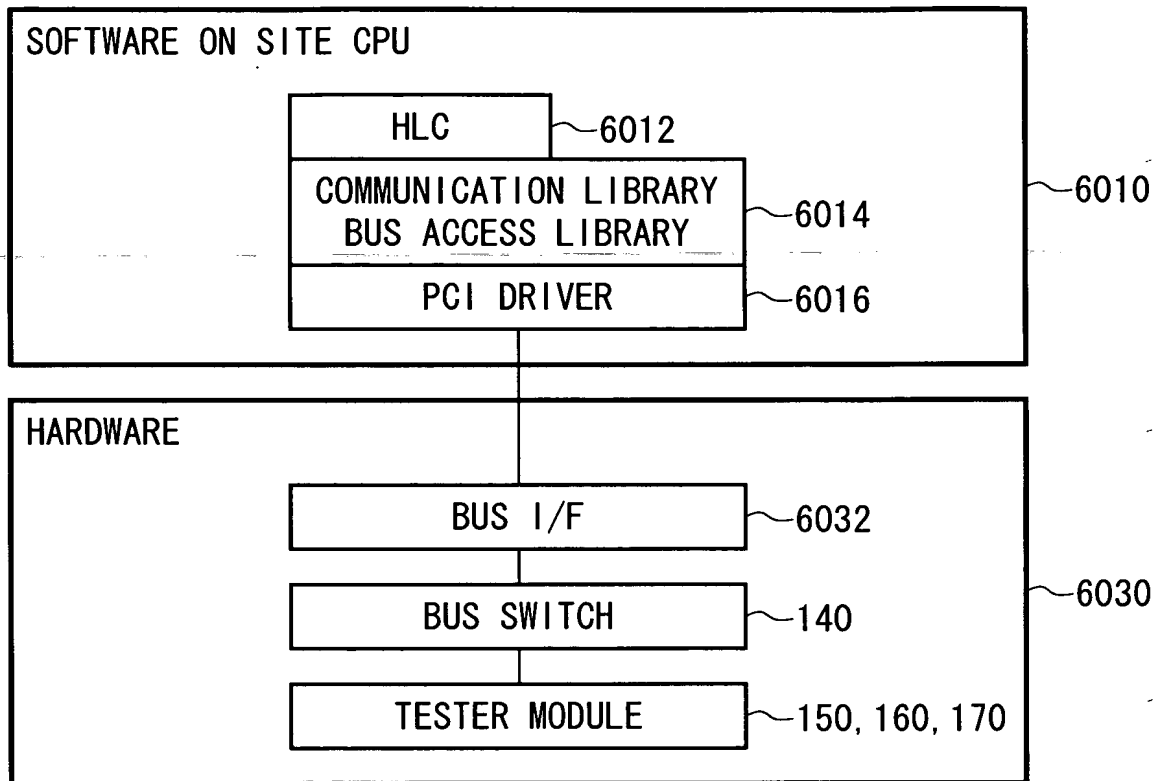 SOFTWARE ON SITE CPU
HLC
6012
COMMUNICATION LIBRARY
BUS ACCESS LIBRARY
6014
6010
PCI DRIVER
6016
HARDWARE
BUS I/F
6032
BUS SWITCH
140
6030
TESTER MODULE
150, 160, 170